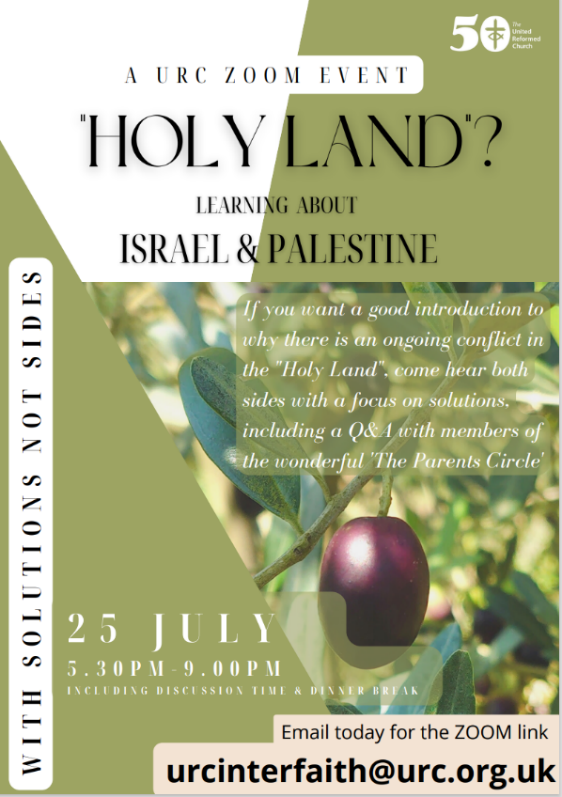 50
The
United
Reformed
Church
A URC ZOOM EVENT
"HOLY LAND"?
LEARNING ABOUT
ISRAEL & PALESTINE
WITH SOLUTIONS NOT SIDES
If you want a good introduction to
why there is an ongoing conflict in
the "Holy Land", come hear both
sides with a focus on solutions,
including a Q&A with members of
the wonderful 'The Parents Circle'
25 JULY
5.30PM-9.00PM
INCLUDING DISCUSSION TIME & DINNER BREAK
Email today for the ZOOM link
urcinterfaith@urc.org.uk